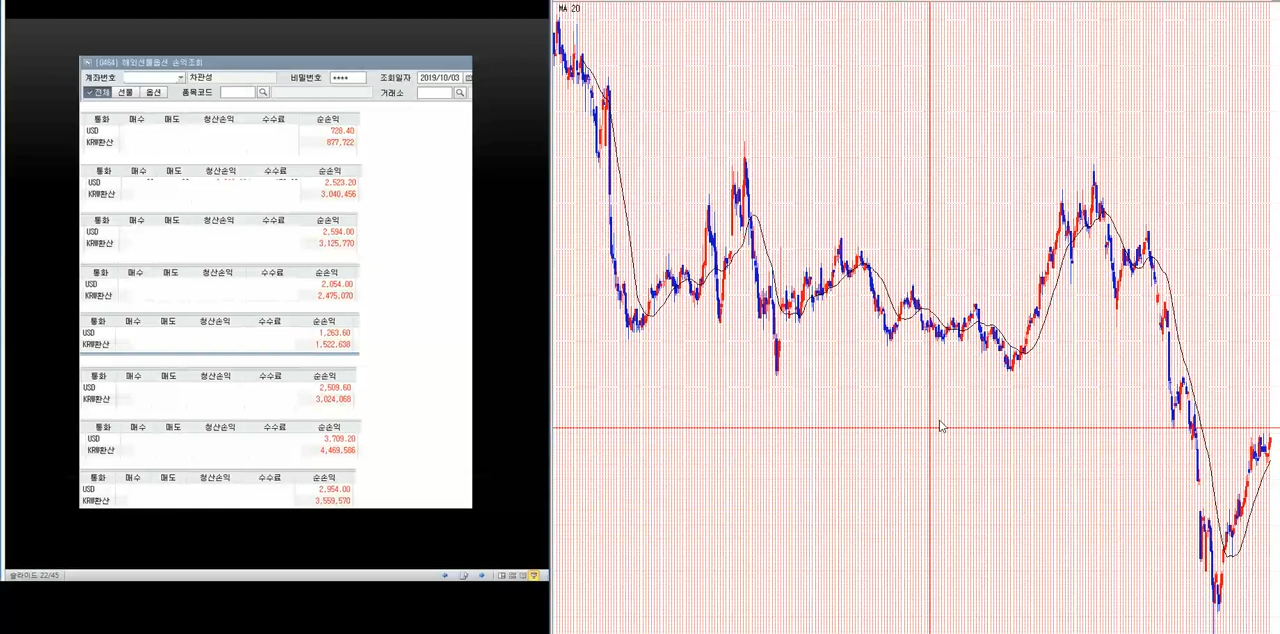 [0464] 해외선물옵션 손익조회
계좌번호 차판성 비밀번호 **** 조회일자 2019/10/03
✓전체 선물 옵션 품목코드 거래소
통화 매수 매도 청산손익 수수료 순손익
USD 728.40
KRW환산 877,722
통화 매수 매도 청산손익 수수료 순손익
USD 2,523.20
KRW환산 3,040,456
통화 매수 매도 청산손익 수수료 순손익
USD 2,594.00
KRW환산 3,125,770
통화 매수 매도 청산손익 수수료 순손익
USD 2,054.00
KRW환산 2,475,070
통화 매수 매도 청산손익 수수료 순손익
USD 1,263.60
KRW환산 1,522,638
통화 매수 매도 청산손익 수수료 순손익
USD 2,509.60
KRW환산 3,024,068
통화 매수 매도 청산손익 수수료 순손익
USD 3,709.20
KRW환산 4,469,586
통화 매수 매도 청산손익 수수료 순손익
USD 2,954.00
KRW환산 3,559,570
슬라이드 22/45
MA 20